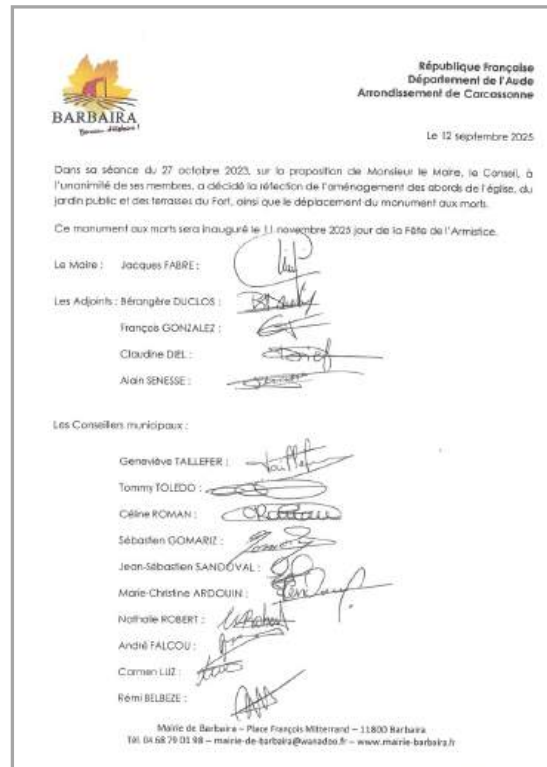 BARBAIRA
République Française
Département de l'Aude
Arrondissement de Carcassonne
Le 12 septembre 2025
Dans sa séance du 27 octobre 2023, sur la proposition de Monsieur le Maire, le Conseil, à
l'unanimité de ses membres, a décidé la réfection de l'aménagement des abords de l'église, du
jardin public et des terrasses du Fort, ainsi que le déplacement du monument aux morts.
Ce monument aux morts sera inauguré le 11 novembre 2025 jour de la Fête de l'Armistice.
Le Maire : Jacques FABRE :
Les Adjoints : Bérangère DUCLOS :
François GONZALEZ :
Claudine DIEL :
Alain SENESSE :
Les Conseillers municipaux :
Geneviève TAILLEFER :
Tommy TOLEDO :
Céline ROMAN :
Sébastien GOMARIZ :
Jean-Sébastien SANDOVAL :
Marie-Christine ARDOUIN :
Nathalie ROBERT :
André FALCOU :
Carmen LUZ :
Rémi BELBEZE :
Mairie de Barbaira – Place François Mitterrand – 11800 Barbaira
Tél. 04 68 79 01 98 – mairie-de-barbaira@wanadoo.fr – www.mairie-barbaira.fr